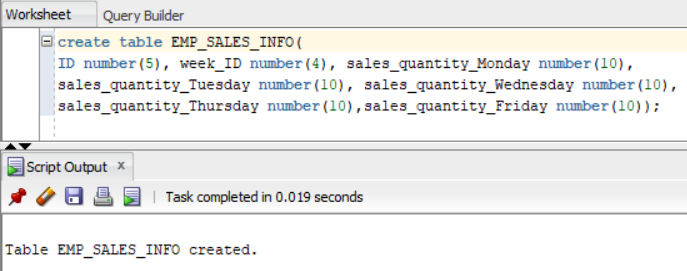 Worksheet Query Builder
create table EMP_SALES_INFO(
ID number(5), week_ID number(4), sales_quantity_Monday number(10),
sales_quantity_Tuesday number(10), sales_quantity_Wednesday number(10),
sales_quantity_Thursday number(10),sales_quantity_Friday number(10));
Script Output x
Task completed in 0.019 seconds
Table EMP_SALES_INFO created.